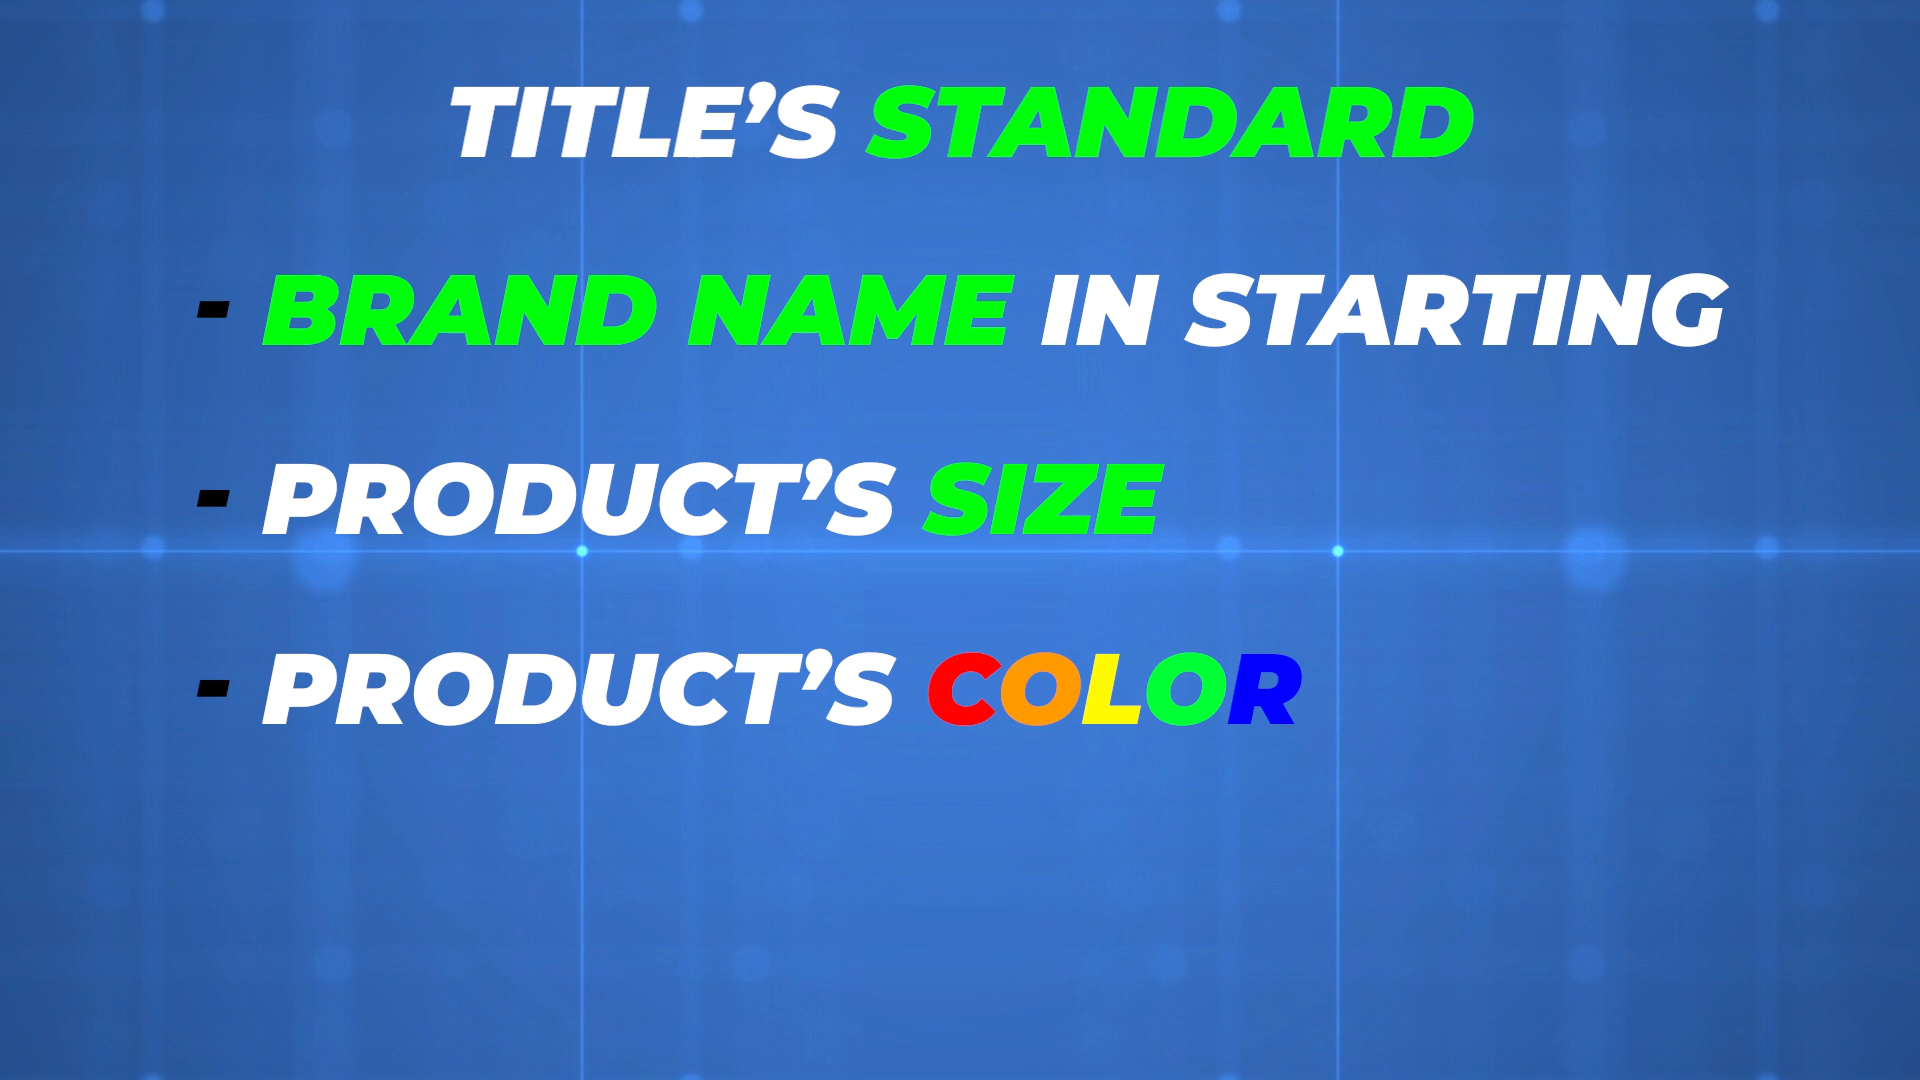 TITLE’S STANDARD
- BRAND NAME IN STARTING
- PRODUCT’S SIZE
- PRODUCT’S COLOR